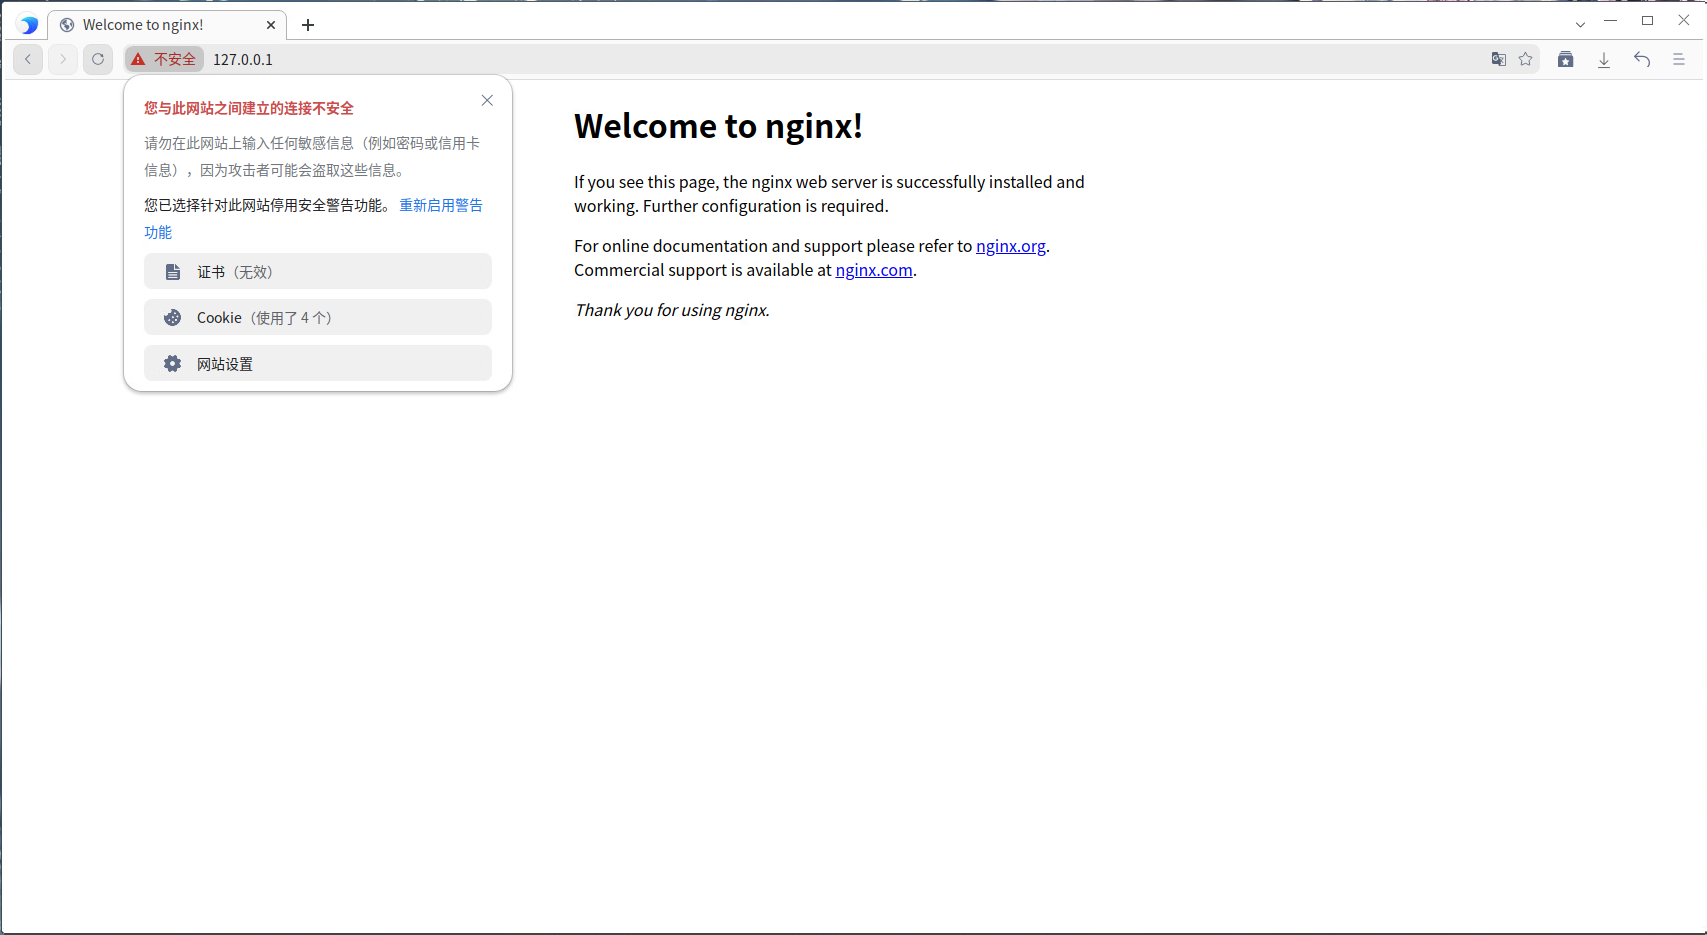 Welcome to nginx!
不安全 127.0.0.1
您与此网站之间建立的连接不安全
请勿在此网站上输入任何敏感信息（例如密码或信用卡
信息），因为攻击者可能会盗取这些信息。
您已选择针对此网站停用安全警告功能。 重新启用警告
功能
证书（无效）
Cookie（使用了 4 个）
网站设置
Welcome to nginx!
If you see this page, the nginx web server is successfully installed and
working. Further configuration is required.
For online documentation and support please refer to nginx.org.
Commercial support is available at nginx.com.
Thank you for using nginx.